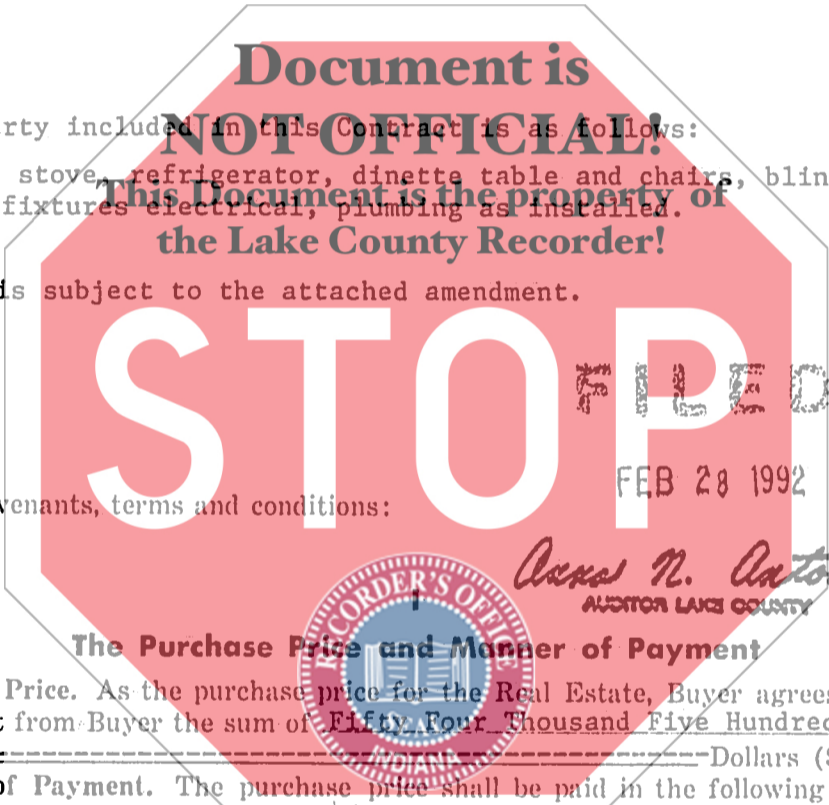 Document is
NOT OFFICIAL!
rty included in this Contract is as follows:
stove, refrigerator, dinette table and chairs, blin
This Document is the property of
fixtures electrical, plumbing as installed.
the Lake County Recorder!
is subject to the attached amendment.
STOP
FILED
FEB 28 1992
venants, terms and conditions:
Anna N. Anto
AUDITOR LAKE COUNTY
RECORDER'S OFFICE
I
The Purchase Price and Manner of Payment
Price. As the purchase price for the Real Estate, Buyer agrees
t from Buyer the sum of Fifty Four Thousand Five Hundred
Dollars ($
INDIANA
of Payment. The purchase price shall be paid in the following